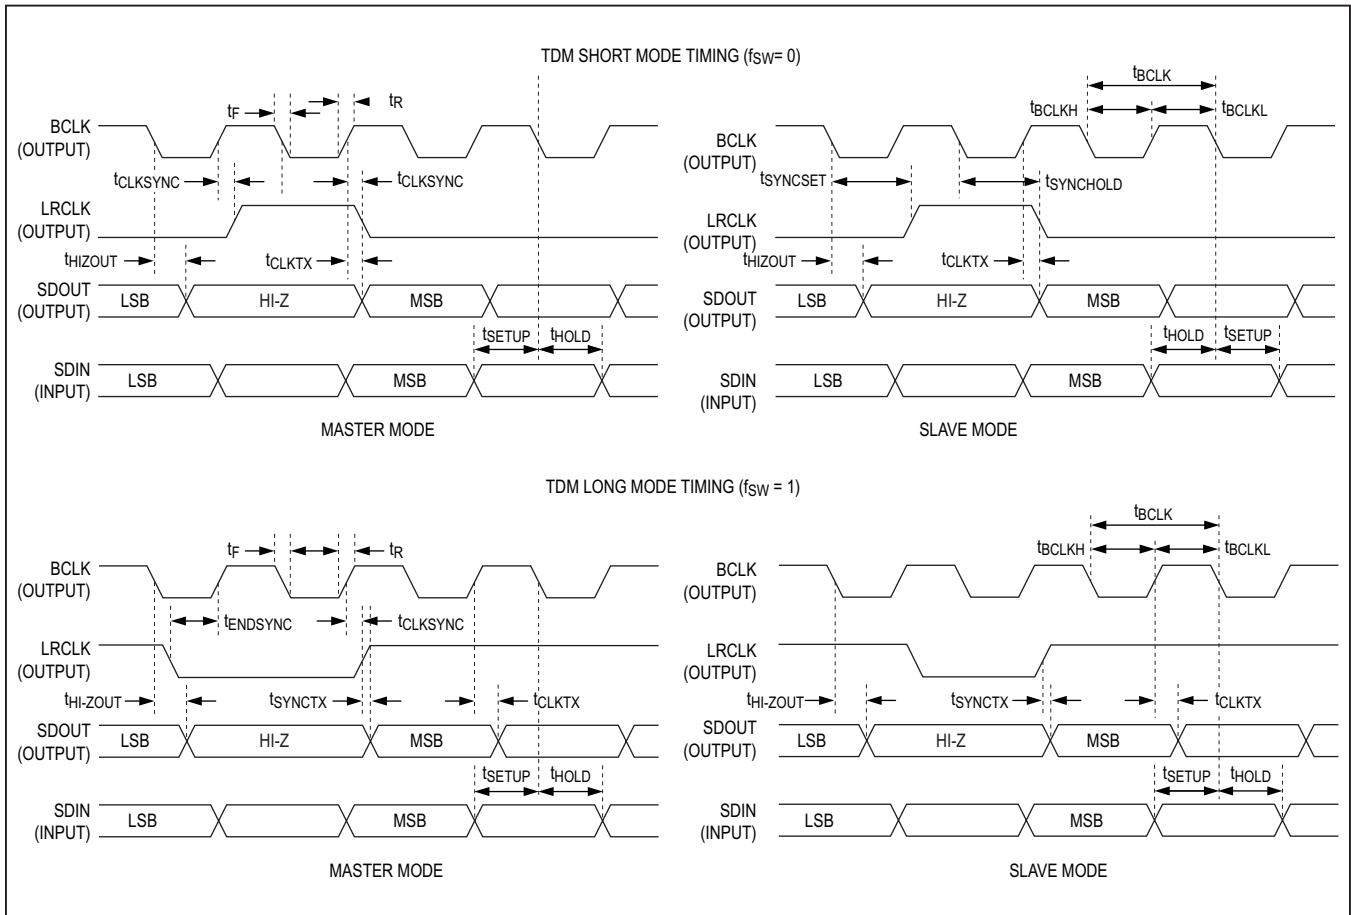 TDM SHORT MODE TIMING (fSW= 0)
tF
tR
BCLK
(OUTPUT)
tCLKSYNC
tCLKSYNC
LRCLK
(OUTPUT)
tHIZOUT
tCLKTX
SDOUT
(OUTPUT)
LSB
HI-Z
MSB
tSETUP
tHOLD
SDIN
(INPUT)
LSB
MSB
MASTER MODE
tBCLK
tBCLKH
tBCLKL
BCLK
(OUTPUT)
tSYNCSET
tSYNCHOLD
LRCLK
(OUTPUT)
tHIZOUT
tCLKTX
SDOUT
(OUTPUT)
LSB
HI-Z
MSB
tHOLD
tSETUP
SDIN
(INPUT)
LSB
MSB
SLAVE MODE
TDM LONG MODE TIMING (fSW = 1)
tF
tR
BCLK
(OUTPUT)
tENDSYNC
tCLKSYNC
LRCLK
(OUTPUT)
tHI-ZOUT
tSYNCTX
tCLKTX
SDOUT
(OUTPUT)
LSB
HI-Z
MSB
tSETUP
tHOLD
SDIN
(INPUT)
LSB
MSB
MASTER MODE
tBCLK
tBCLKH
tBCLKL
BCLK
(OUTPUT)
LRCLK
(OUTPUT)
tHI-ZOUT
tSYNCTX
tCLKTX
SDOUT
(OUTPUT)
LSB
HI-Z
MSB
tSETUP
tHOLD
SDIN
(INPUT)
LSB
MSB
SLAVE MODE